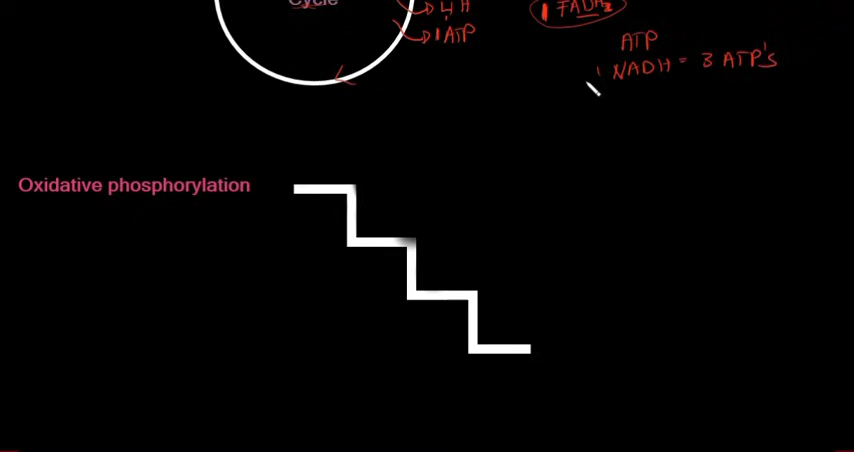 Cycle
4 H
1 FADH₂
1 ATP
ATP
1 NADH = 3 ATP's
Oxidative phosphorylation